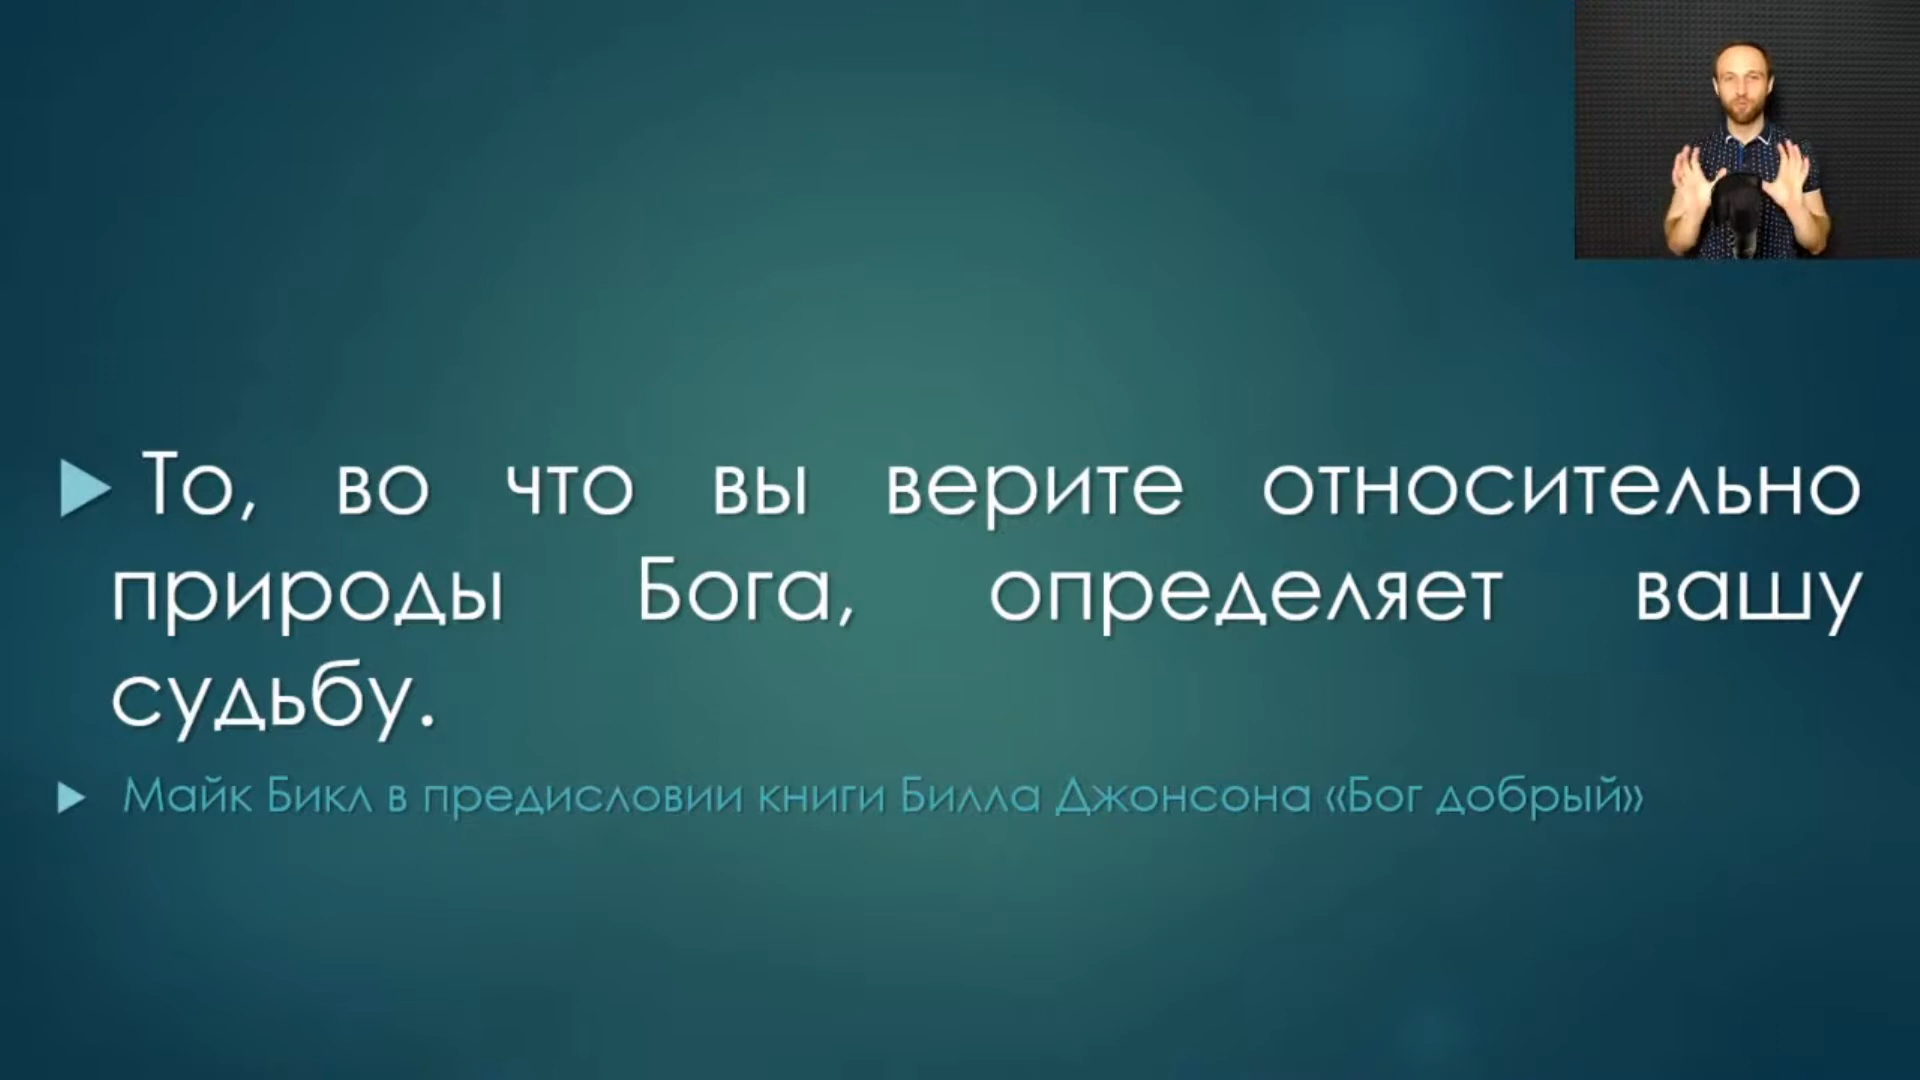 То, во что вы верите относительно
природы Бога, определяет вашу
судьбу.
Майк Бикл в предисловии книги Билла Джонсона «Бог добрый»